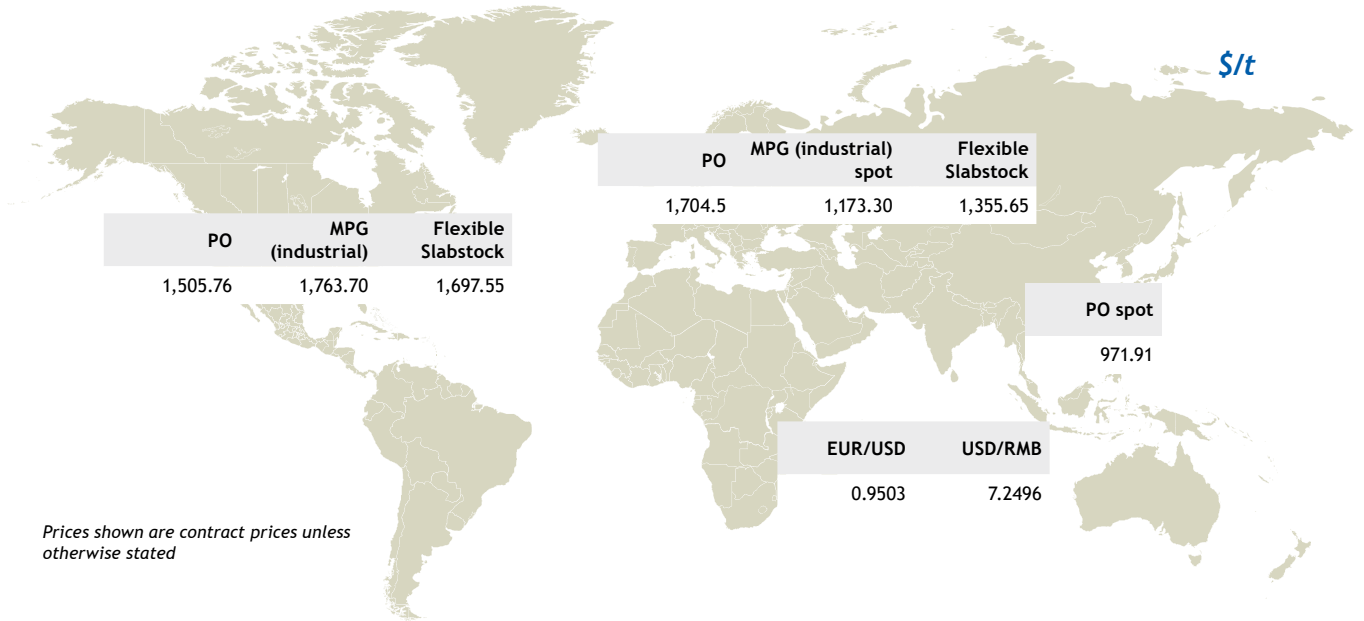 $/t
PO MPG (industrial) spot Flexible Slabstock
1,704.5 1,173.30 1,355.65
PO MPG (industrial) Flexible Slabstock
1,505.76 1,763.70 1,697.55
PO spot
971.91
EUR/USD USD/RMB
0.9503 7.2496
Prices shown are contract prices unless
otherwise stated